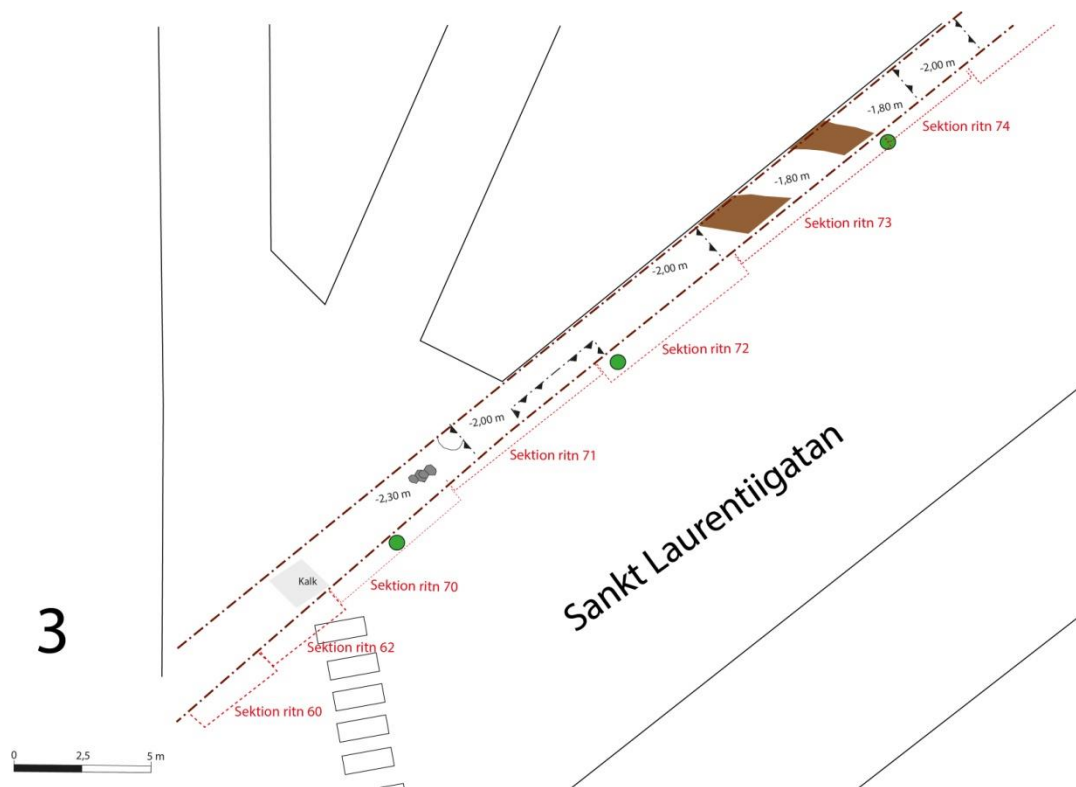 -2,00 m
-1,80 m
Sektion ritn 74
-1,80 m
Sektion ritn 73
-2,00 m
Sektion ritn 72
-2,00 m
Sektion ritn 71
-2,30 m
Sankt Laurentiigatan
Kalk
Sektion ritn 70
3
Sektion ritn 62
Sektion ritn 60
0 2,5 5 m